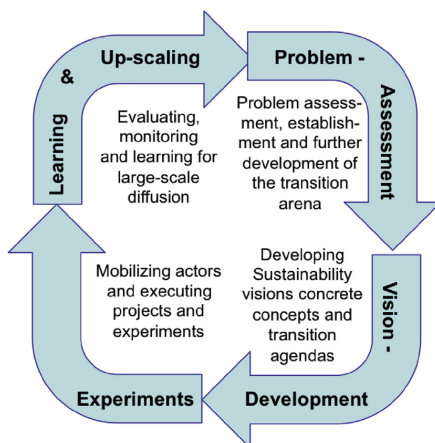 Learning
&
Up-scaling
Evaluating,
monitoring
and learning for
large-scale
diffusion
Problem -
Assessment
Problem assess-
ment, establish-
ment and further
development of
the transition
arena
Vision -
Development
Developing
Sustainability
visions concrete
concepts and
transition
agendas
Experiments
Mobilizing actors
and executing
projects and
experiments